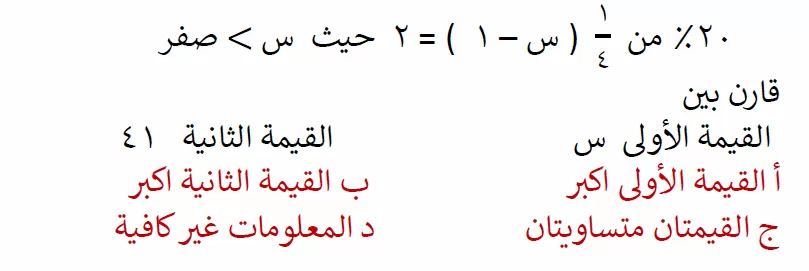 ٢٠٪ من ١/٤ ( س – ١ ) = ٢ حيث س > صفر
قارن بين
القيمة الأولى س القيمة الثانية ٤١
أ القيمة الأولى اكبر ب القيمة الثانية اكبر
ج القيمتان متساويتان د المعلومات غير كافية